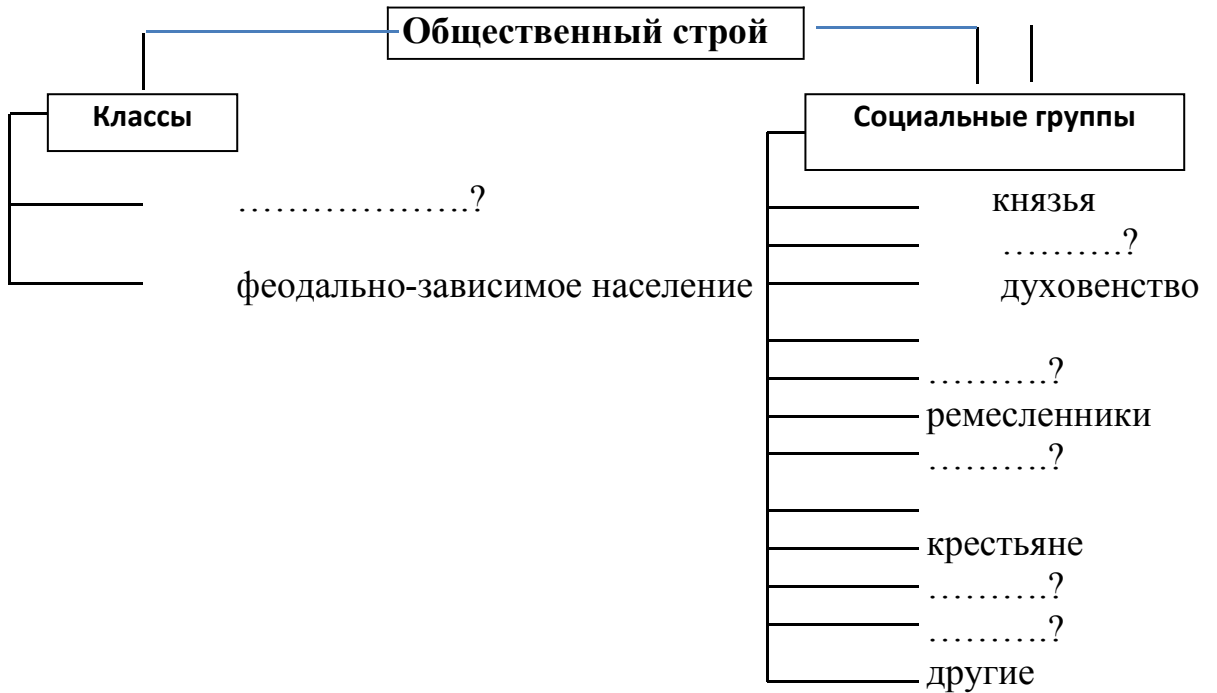 Общественный строй
Классы
………………..?
феодально-зависимое население
Социальные группы
князья
……….?
духовенство
……….?
ремесленники
……….?
крестьяне
……….?
……….?
другие